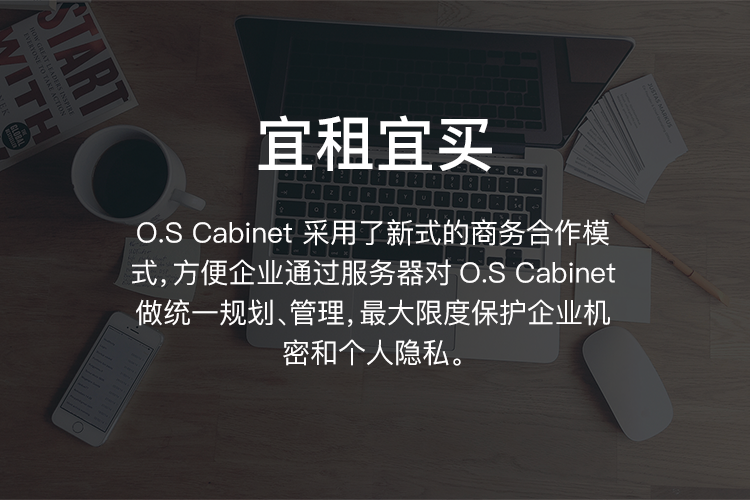 START
WITH
宜租宜买
O.S Cabinet 采用了新式的商务合作模
式，方便企业通过服务器对 O.S Cabinet
做统一规划、管理，最大限度保护企业机
密和个人隐私。